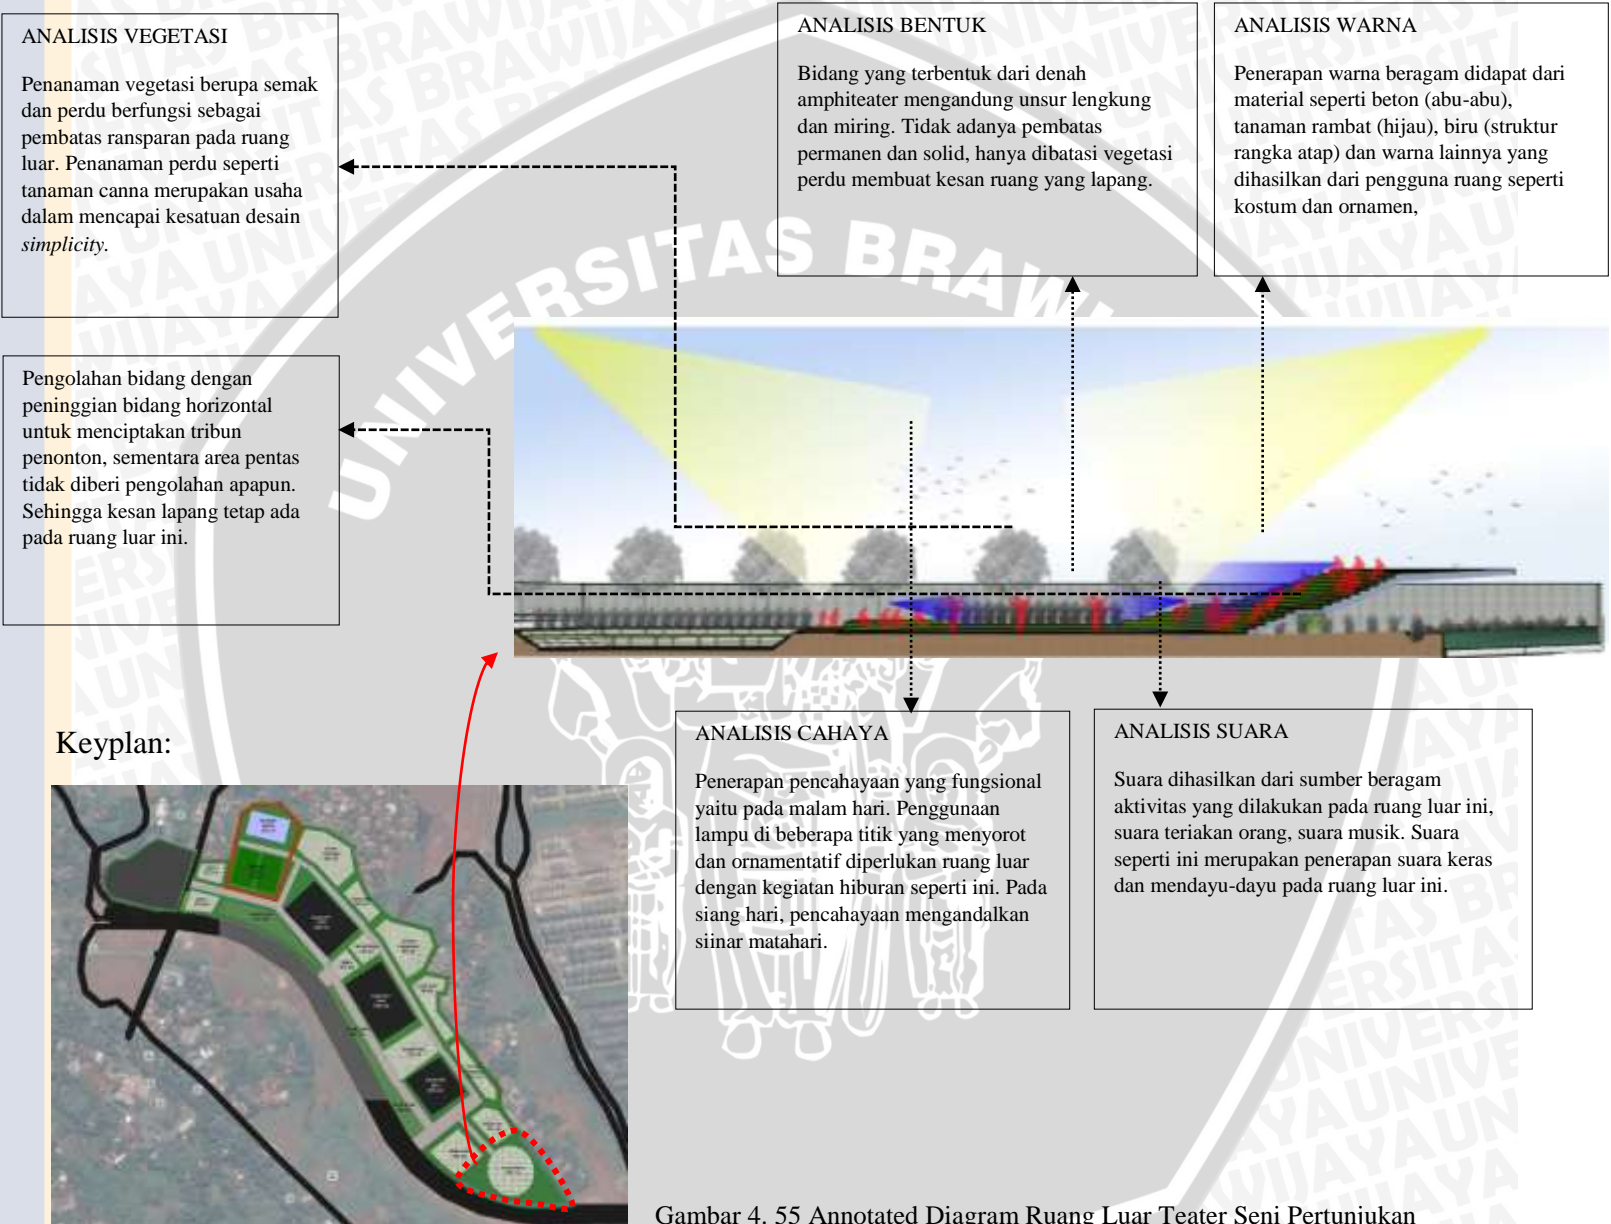 ANALISIS VEGETASI
Penanaman vegetasi berupa semak
dan perdu berfungsi sebagai
pembatas ransparan pada ruang
luar. Penanaman perdu seperti
tanaman canna merupakan usaha
dalam mencapai kesatuan desain
simplicity.
ANALISIS BENTUK
Bidang yang terbentuk dari denah
amphiteater mengandung unsur lengkung
dan miring. Tidak adanya pembatas
permanen dan solid, hanya dibatasi vegetasi
perdu membuat kesan ruang yang lapang.
ANALISIS WARNA
Penerapan warna beragam didapat dari
material seperti beton (abu-abu),
tanaman rambat (hijau), biru (struktur
rangka atap) dan warna lainnya yang
dihasilkan dari pengguna ruang seperti
kostum dan ornamen,
UNIVERSITAS BRAWI
Pengolahan bidang dengan
peninggian bidang horizontal
untuk menciptakan tribun
penonton, sementara area pentas
tidak diberi pengolahan apapun.
Sehingga kesan lapang tetap ada
pada ruang luar ini.
Keyplan:
ANALISIS CAHAYA
Penerapan pencahayaan yang fungsional
yaitu pada malam hari. Penggunaan
lampu di beberapa titik yang menyorot
dan ornamentatif diperlukan ruang luar
dengan kegiatan hiburan seperti ini. Pada
siang hari, pencahayaan mengandalkan
siinar matahari.
ANALISIS SUARA
Suara dihasilkan dari sumber beragam
aktivitas yang dilakukan pada ruang luar ini,
suara teriakan orang, suara musik. Suara
seperti ini merupakan penerapan suara keras
dan mendayu-dayu pada ruang luar ini.
Gambar 4. 55 Annotated Diagram Ruang Luar Teater Seni Pertunjukan